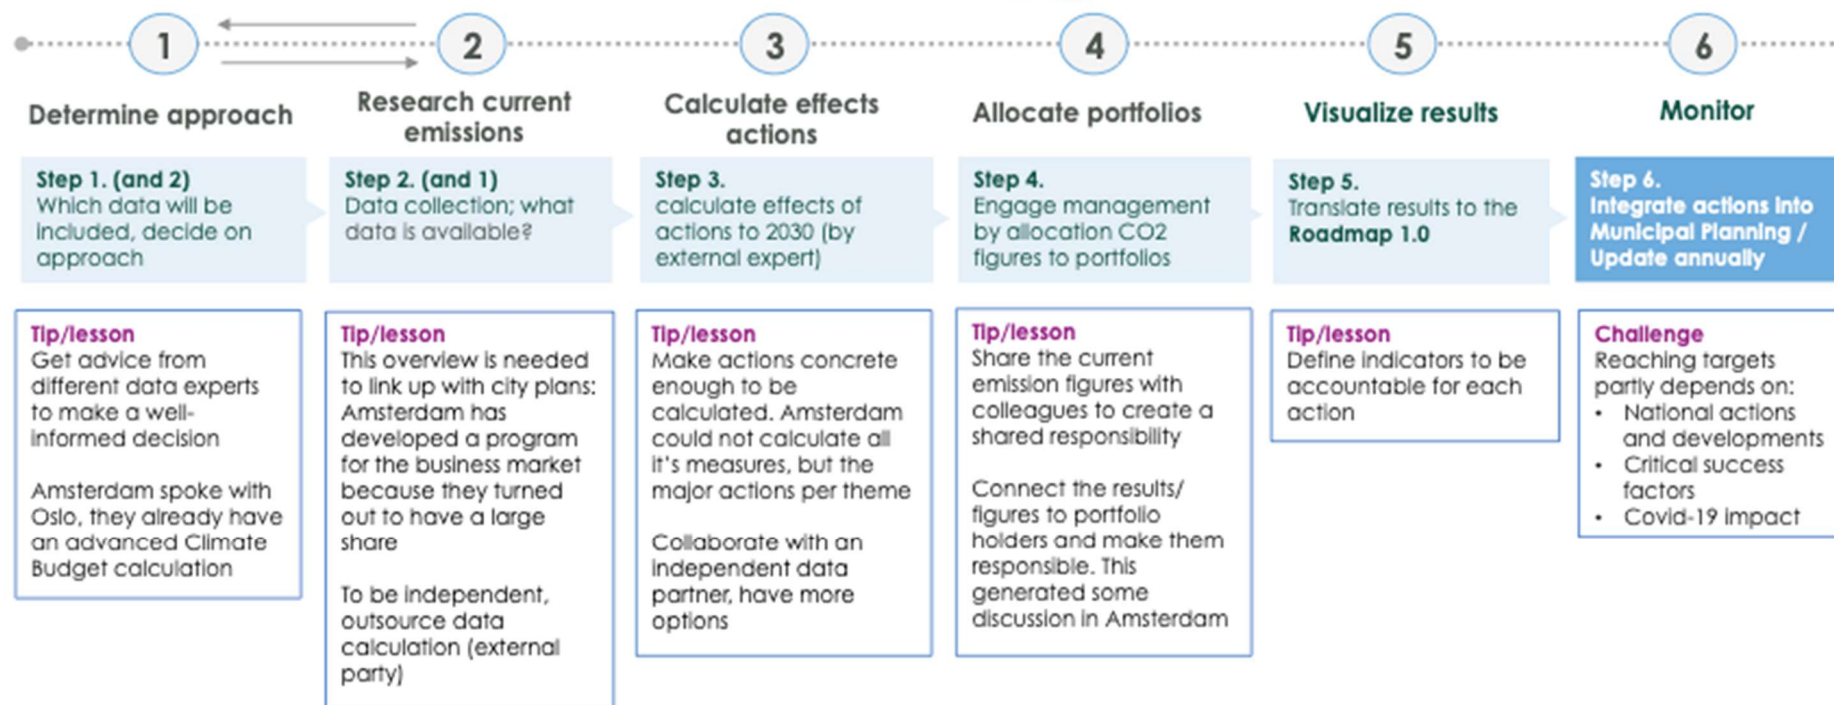 1
2
3
4
5
6
Determine approach
Research current
emissions
Calculate effects
actions
Allocate portfolios
Visualize results
Monitor
Step 1. (and 2)
Which data will be
included, decide on
approach
Step 2. (and 1)
Data collection; what
data is available?
Step 3.
calculate effects of
actions to 2030 (by
external expert)
Step 4.
Engage management
by allocation CO2
figures to portfolios
Step 5.
Translate results to the
Roadmap 1.0
Step 6.
Integrate actions into
Municipal Planning /
Update annually
Tip/lesson
Get advice from
different data experts
to make a well-
informed decision
Amsterdam spoke with
Oslo, they already have
an advanced Climate
Budget calculation
Tip/lesson
This overview is needed
to link up with city plans:
Amsterdam has
developed a program
for the business market
because they turned
out to have a large
share
To be independent,
outsource data
calculation (external
party)
Tip/lesson
Make actions concrete
enough to be
calculated. Amsterdam
could not calculate all
it's measures, but the
major actions per theme
Collaborate with an
independent data
partner, have more
options
Tip/lesson
Share the current
emission figures with
colleagues to create a
shared responsibility
Connect the results/
figures to portfolio
holders and make them
responsible. This
generated some
discussion in Amsterdam
Tip/lesson
Define indicators to be
accountable for each
action
Challenge
Reaching targets
partly depends on:
• National actions
and developments
• Critical success
factors
• Covid-19 impact